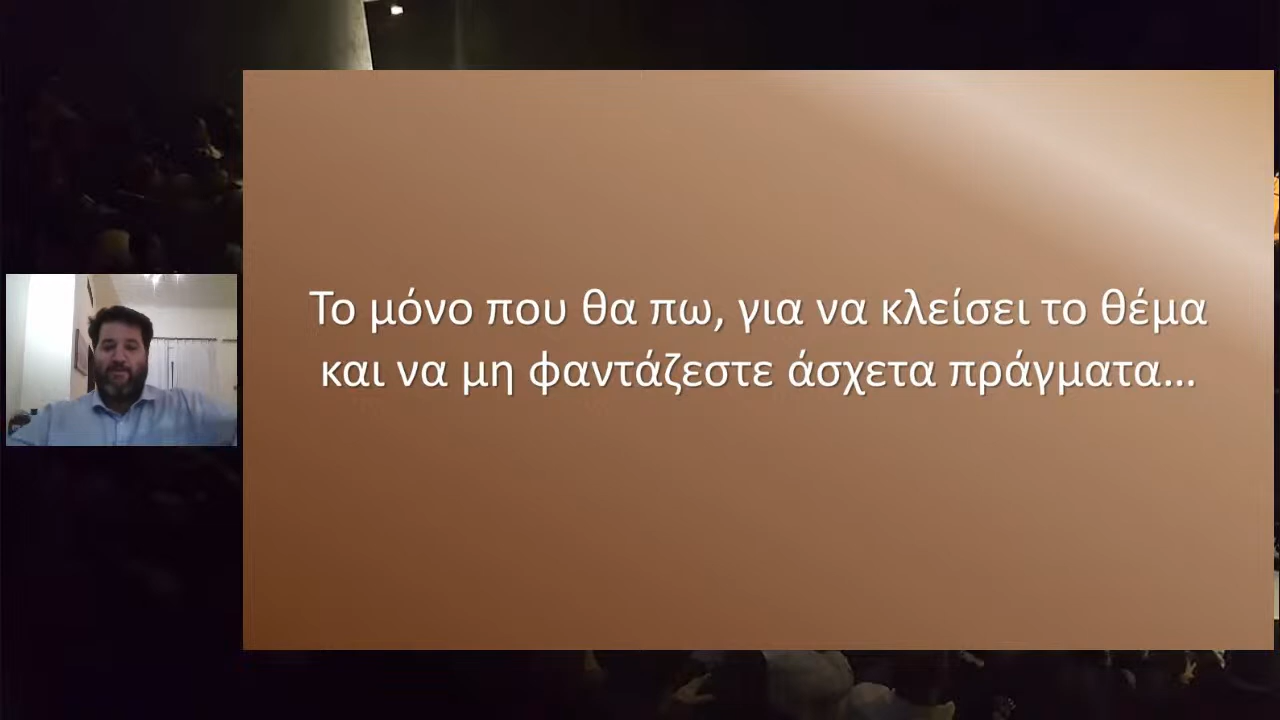 Το μόνο που θα πω, για να κλείσει το θέμα
και να μη φαντάζεστε άσχετα πράγματα...